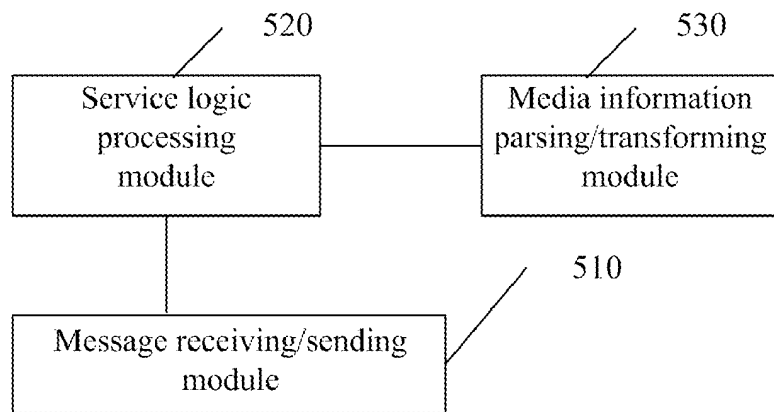 520
530
Service logic
processing
module
Media information
parsing/transforming
module
510
Message receiving/sending
module